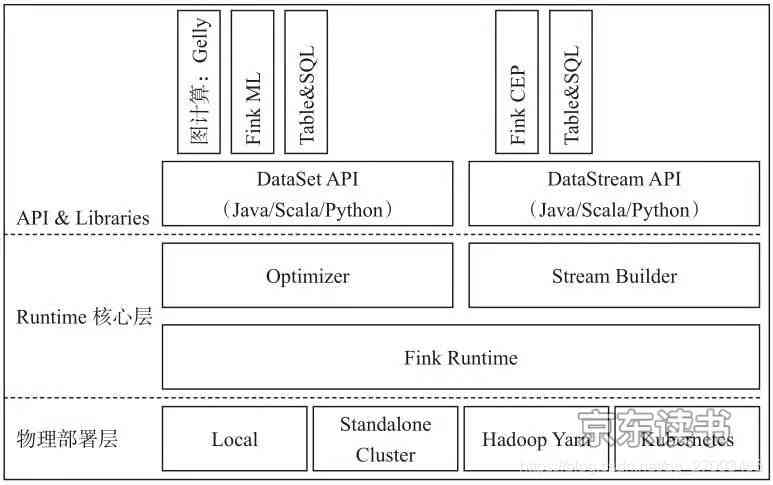 图计算：Gelly
Fink ML
Table&SQL
Fink CEP
Table&SQL
DataSet API
（Java/Scala/Python）
DataStream API
（Java/Scala/Python）
API & Libraries
Optimizer
Stream Builder
Runtime 核心层
Fink Runtime
物理部署层
Local
Standalone
Cluster
Hadoop Yarn
Kubernetes
京东读书